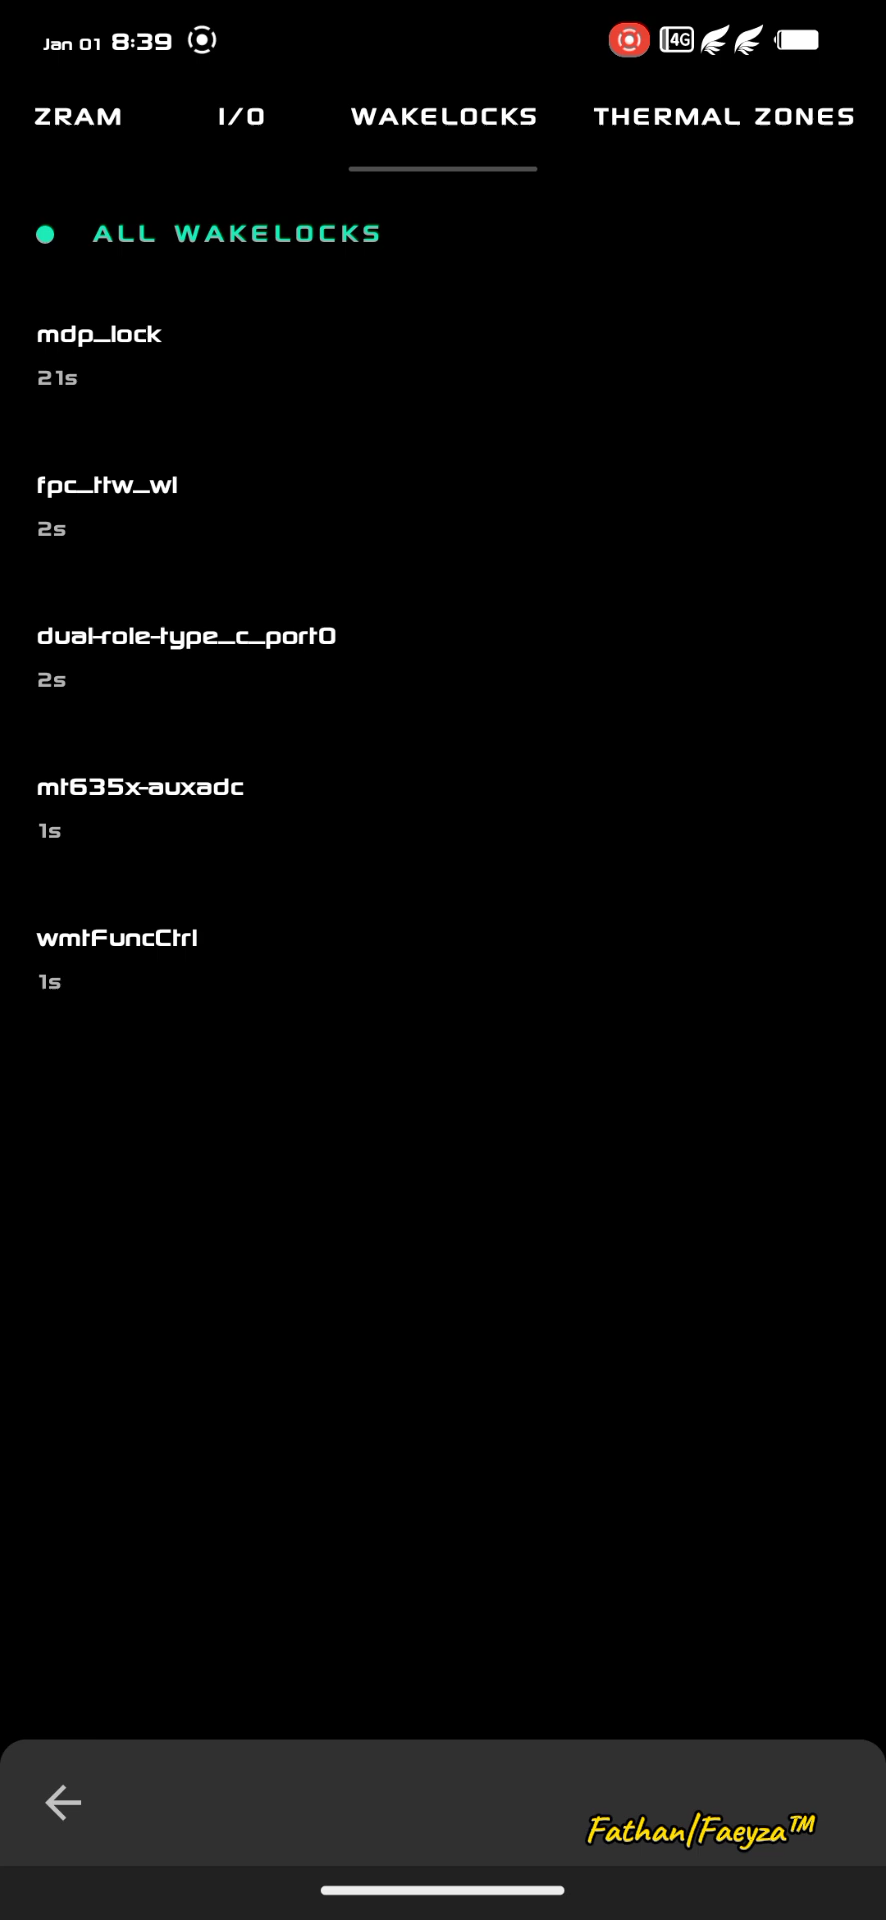 Jan 01 8:39 4G
ZRAM I/O WAKELOCKS THERMAL ZONES
ALL WAKELOCKS
mdp_lock
21s
fpc_ttw_wl
2s
dual-role-type_c_port0
2s
mt635x-auxadc
1s
wmtFuncCtrl
1s
Fathan/Faeyza™